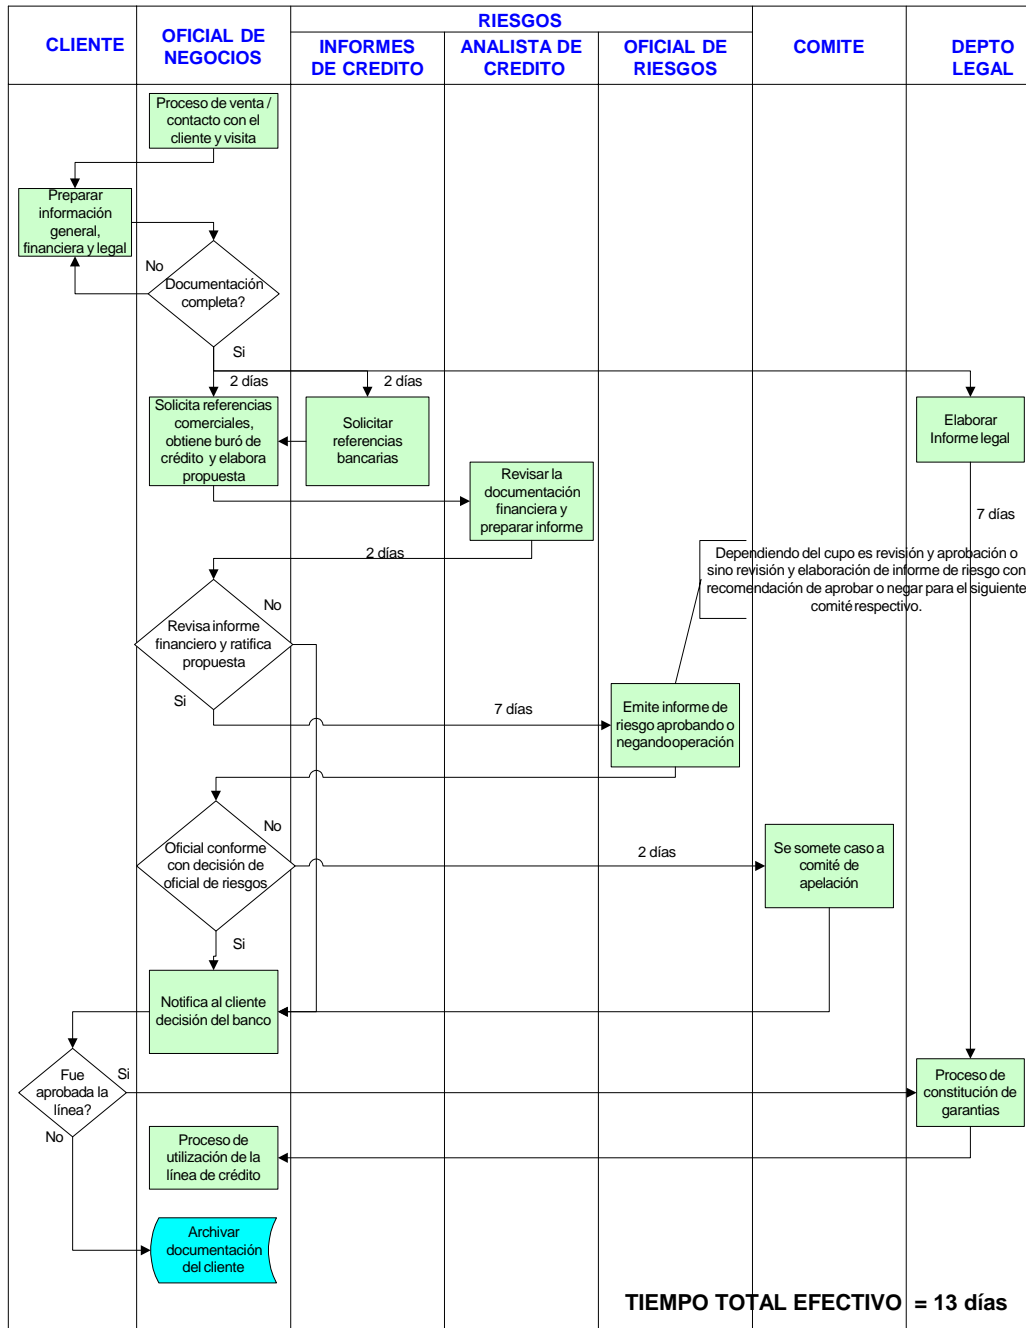 RIESGOS
CLIENTE
OFICIAL DE
NEGOCIOS
INFORMES
DE CREDITO
ANALISTA DE
CREDITO
OFICIAL DE
RIESGOS
COMITE
DEPTO
LEGAL
Proceso de venta /
contacto con el
cliente y visita
Preparar
información
general,
financiera y legal
No
Documentación
completa?
Si
2 días
2 días
Solicita referencias
comerciales,
obtiene buró de
crédito y elabora
propuesta
Solicitar
referencias
bancarias
Elaborar
Informe legal
Revisar la
documentación
financiera y
preparar informe
7 días
2 días
Dependiendo del cupo es revisión y aprobación o
sino revisión y elaboración de informe de riesgo con
recomendación de aprobar o negar para el siguiente
comité respectivo.
No
Revisa informe
financiero y ratifica
propuesta
Si
7 días
Emite informe de
riesgo aprobando o
negando operación
No
Oficial conforme
con decisión de
oficial de riesgos
2 días
Se somete caso a
comité de
apelación
Si
Notifica al cliente
decisión del banco
Fue
aprobada la
línea?
Si
No
Proceso de
constitución de
garantias
Proceso de
utilización de la
línea de crédito
Archivar
documentación
del cliente
TIEMPO TOTAL EFECTIVO = 13 días